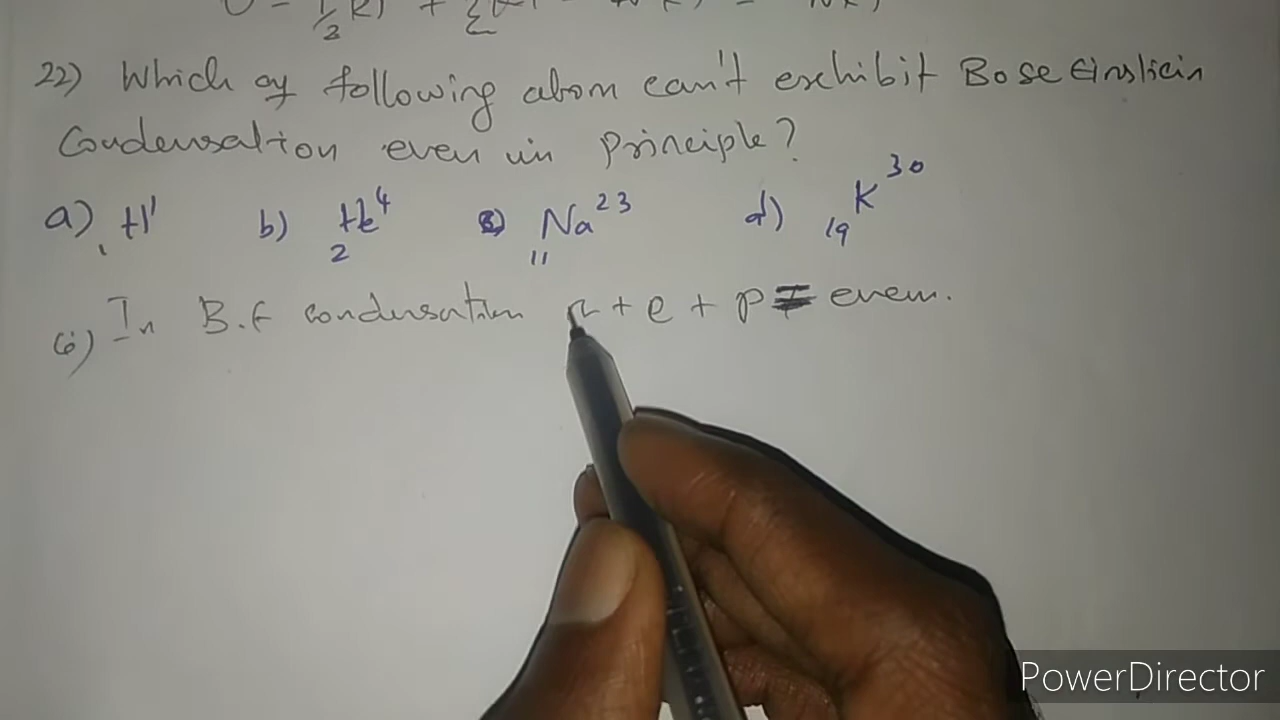 22) Which of following atom can't exhibit Bose Einstein
Condensation even in principle?
a) ₁H¹ b) ₂He⁴ c) ₁₁Na²³ d) ₁₉K³⁰
(i) In B.E condensation n + e + p = even.
PowerDirector